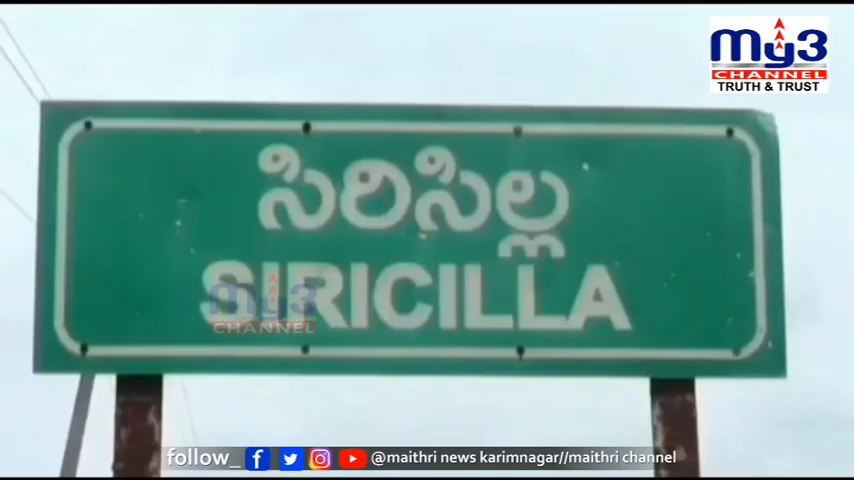 My3
CHANNEL
TRUTH & TRUST
సిరిసిల్ల
SIRICILLA
My3
CHANNEL
follow_ @maithri news karimnagar//maithri channel